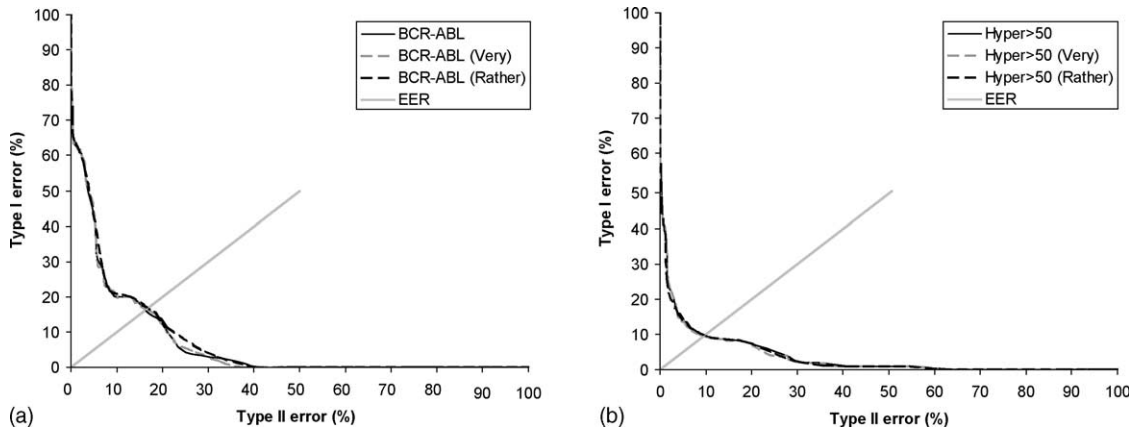 100
90
80
70
60
50
40
30
20
10
0
Type I error (%)
BCR-ABL
BCR-ABL (Very)
BCR-ABL (Rather)
EER
0 10 20 30 40 50 60 70 80 90 100
Type II error (%)
(a)
100
90
80
70
60
50
40
30
20
10
0
Type I error (%)
Hyper>50
Hyper>50 (Very)
Hyper>50 (Rather)
EER
0 10 20 30 40 50 60 70 80 90 100
Type II error (%)
(b)